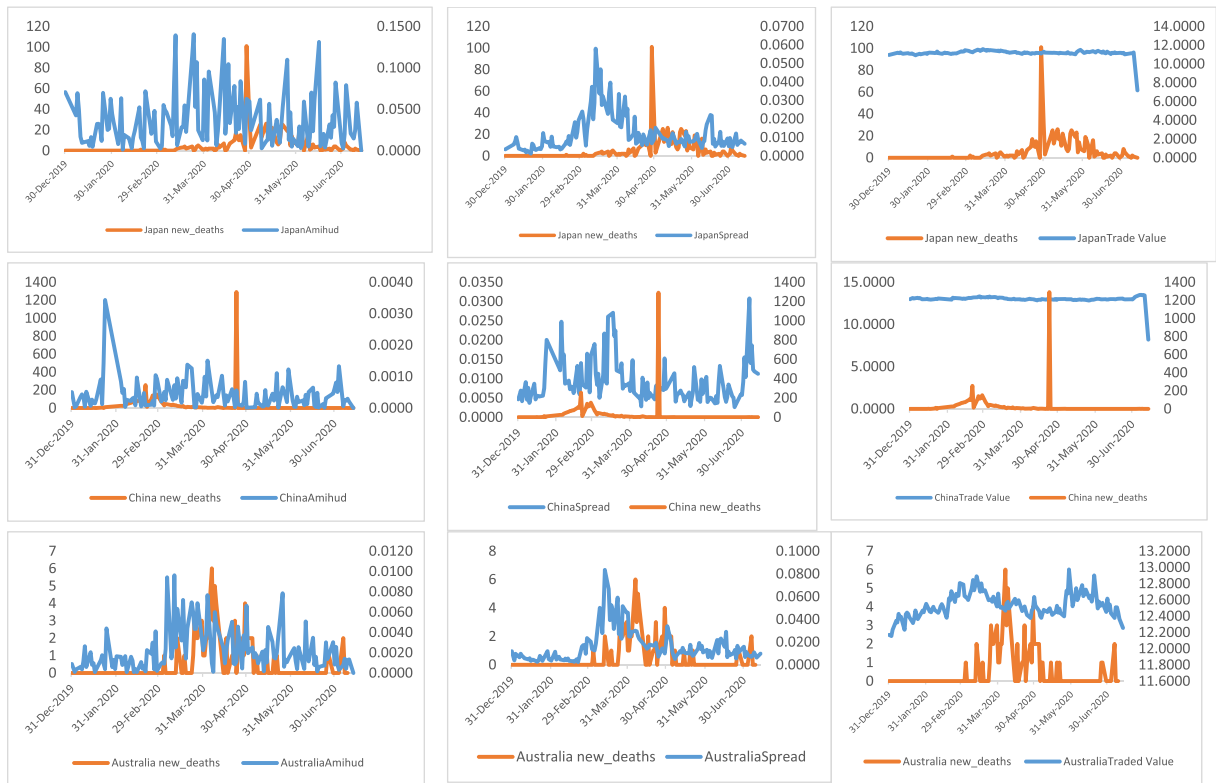 120
100
80
60
40
20
0
0.1500
0.1000
0.0500
0.0000
30-Dec-2019
30-Jan-2020
29-Feb-2020
31-Mar-2020
30-Apr-2020
31-May-2020
30-Jun-2020
Japan new_deaths
JapanAmihud
120
100
80
60
40
20
0
0.0700
0.0600
0.0500
0.0400
0.0300
0.0200
0.0100
0.0000
30-Dec-2019
30-Jan-2020
29-Feb-2020
31-Mar-2020
30-Apr-2020
31-May-2020
30-Jun-2020
Japan new_deaths
JapanSpread
120
100
80
60
40
20
0
14.0000
12.0000
10.0000
8.0000
6.0000
4.0000
2.0000
0.0000
30-Dec-2019
30-Jan-2020
29-Feb-2020
31-Mar-2020
30-Apr-2020
31-May-2020
30-Jun-2020
Japan new_deaths
JapanTrade Value
1400
1200
1000
800
600
400
200
0
0.0040
0.0030
0.0020
0.0010
0.0000
31-Dec-2019
31-Jan-2020
29-Feb-2020
31-Mar-2020
30-Apr-2020
31-May-2020
30-Jun-2020
China new_deaths
ChinaAmihud
0.0350
0.0300
0.0250
0.0200
0.0150
0.0100
0.0050
0.0000
1400
1200
1000
800
600
400
200
0
31-Dec-2019
31-Jan-2020
29-Feb-2020
31-Mar-2020
30-Apr-2020
31-May-2020
30-Jun-2020
ChinaSpread
China new_deaths
15.0000
10.0000
5.0000
0.0000
1400
1200
1000
800
600
400
200
0
31-Dec-2019
31-Jan-2020
29-Feb-2020
31-Mar-2020
30-Apr-2020
31-May-2020
30-Jun-2020
ChinaTrade Value
China new_deaths
7
6
5
4
3
2
1
0
0.0120
0.0100
0.0080
0.0060
0.0040
0.0020
0.0000
31-Dec-2019
31-Jan-2020
29-Feb-2020
31-Mar-2020
30-Apr-2020
31-May-2020
30-Jun-2020
Australia new_deaths
AustraliaAmihud
8
6
4
2
0
0.1000
0.0800
0.0600
0.0400
0.0200
0.0000
31-Dec-2019
31-Jan-2020
29-Feb-2020
31-Mar-2020
30-Apr-2020
31-May-2020
30-Jun-2020
Australia new_deaths
AustraliaSpread
7
6
5
4
3
2
1
0
13.2000
13.0000
12.8000
12.6000
12.4000
12.2000
12.0000
11.8000
11.6000
31-Dec-2019
31-Jan-2020
29-Feb-2020
31-Mar-2020
30-Apr-2020
31-May-2020
30-Jun-2020
Australia new_deaths
AustraliaTraded Value